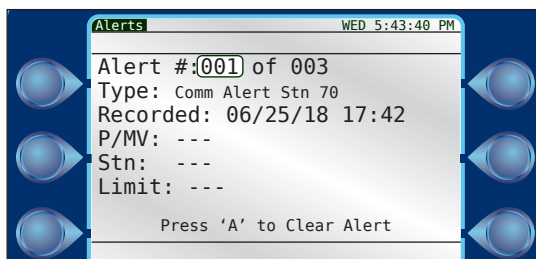 Alerts WED 5:43:40 PM
Alert #:001 of 003
Type: Comm Alert Stn 70
Recorded: 06/25/18 17:42
P/MV: ---
Stn: ---
Limit: ---
Press ‘A’ to Clear Alert